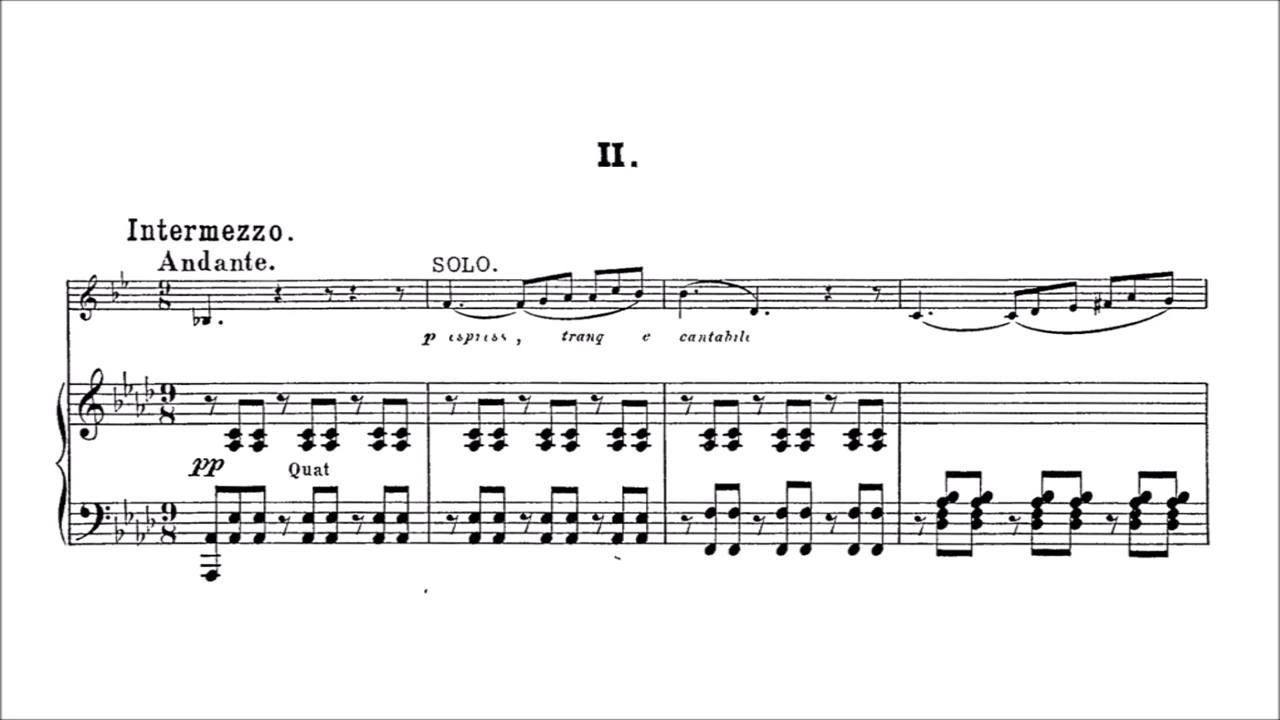 II.
Intermezzo.
Andante.
SOLO.
p espress, tranq e cantabile
pp Quat